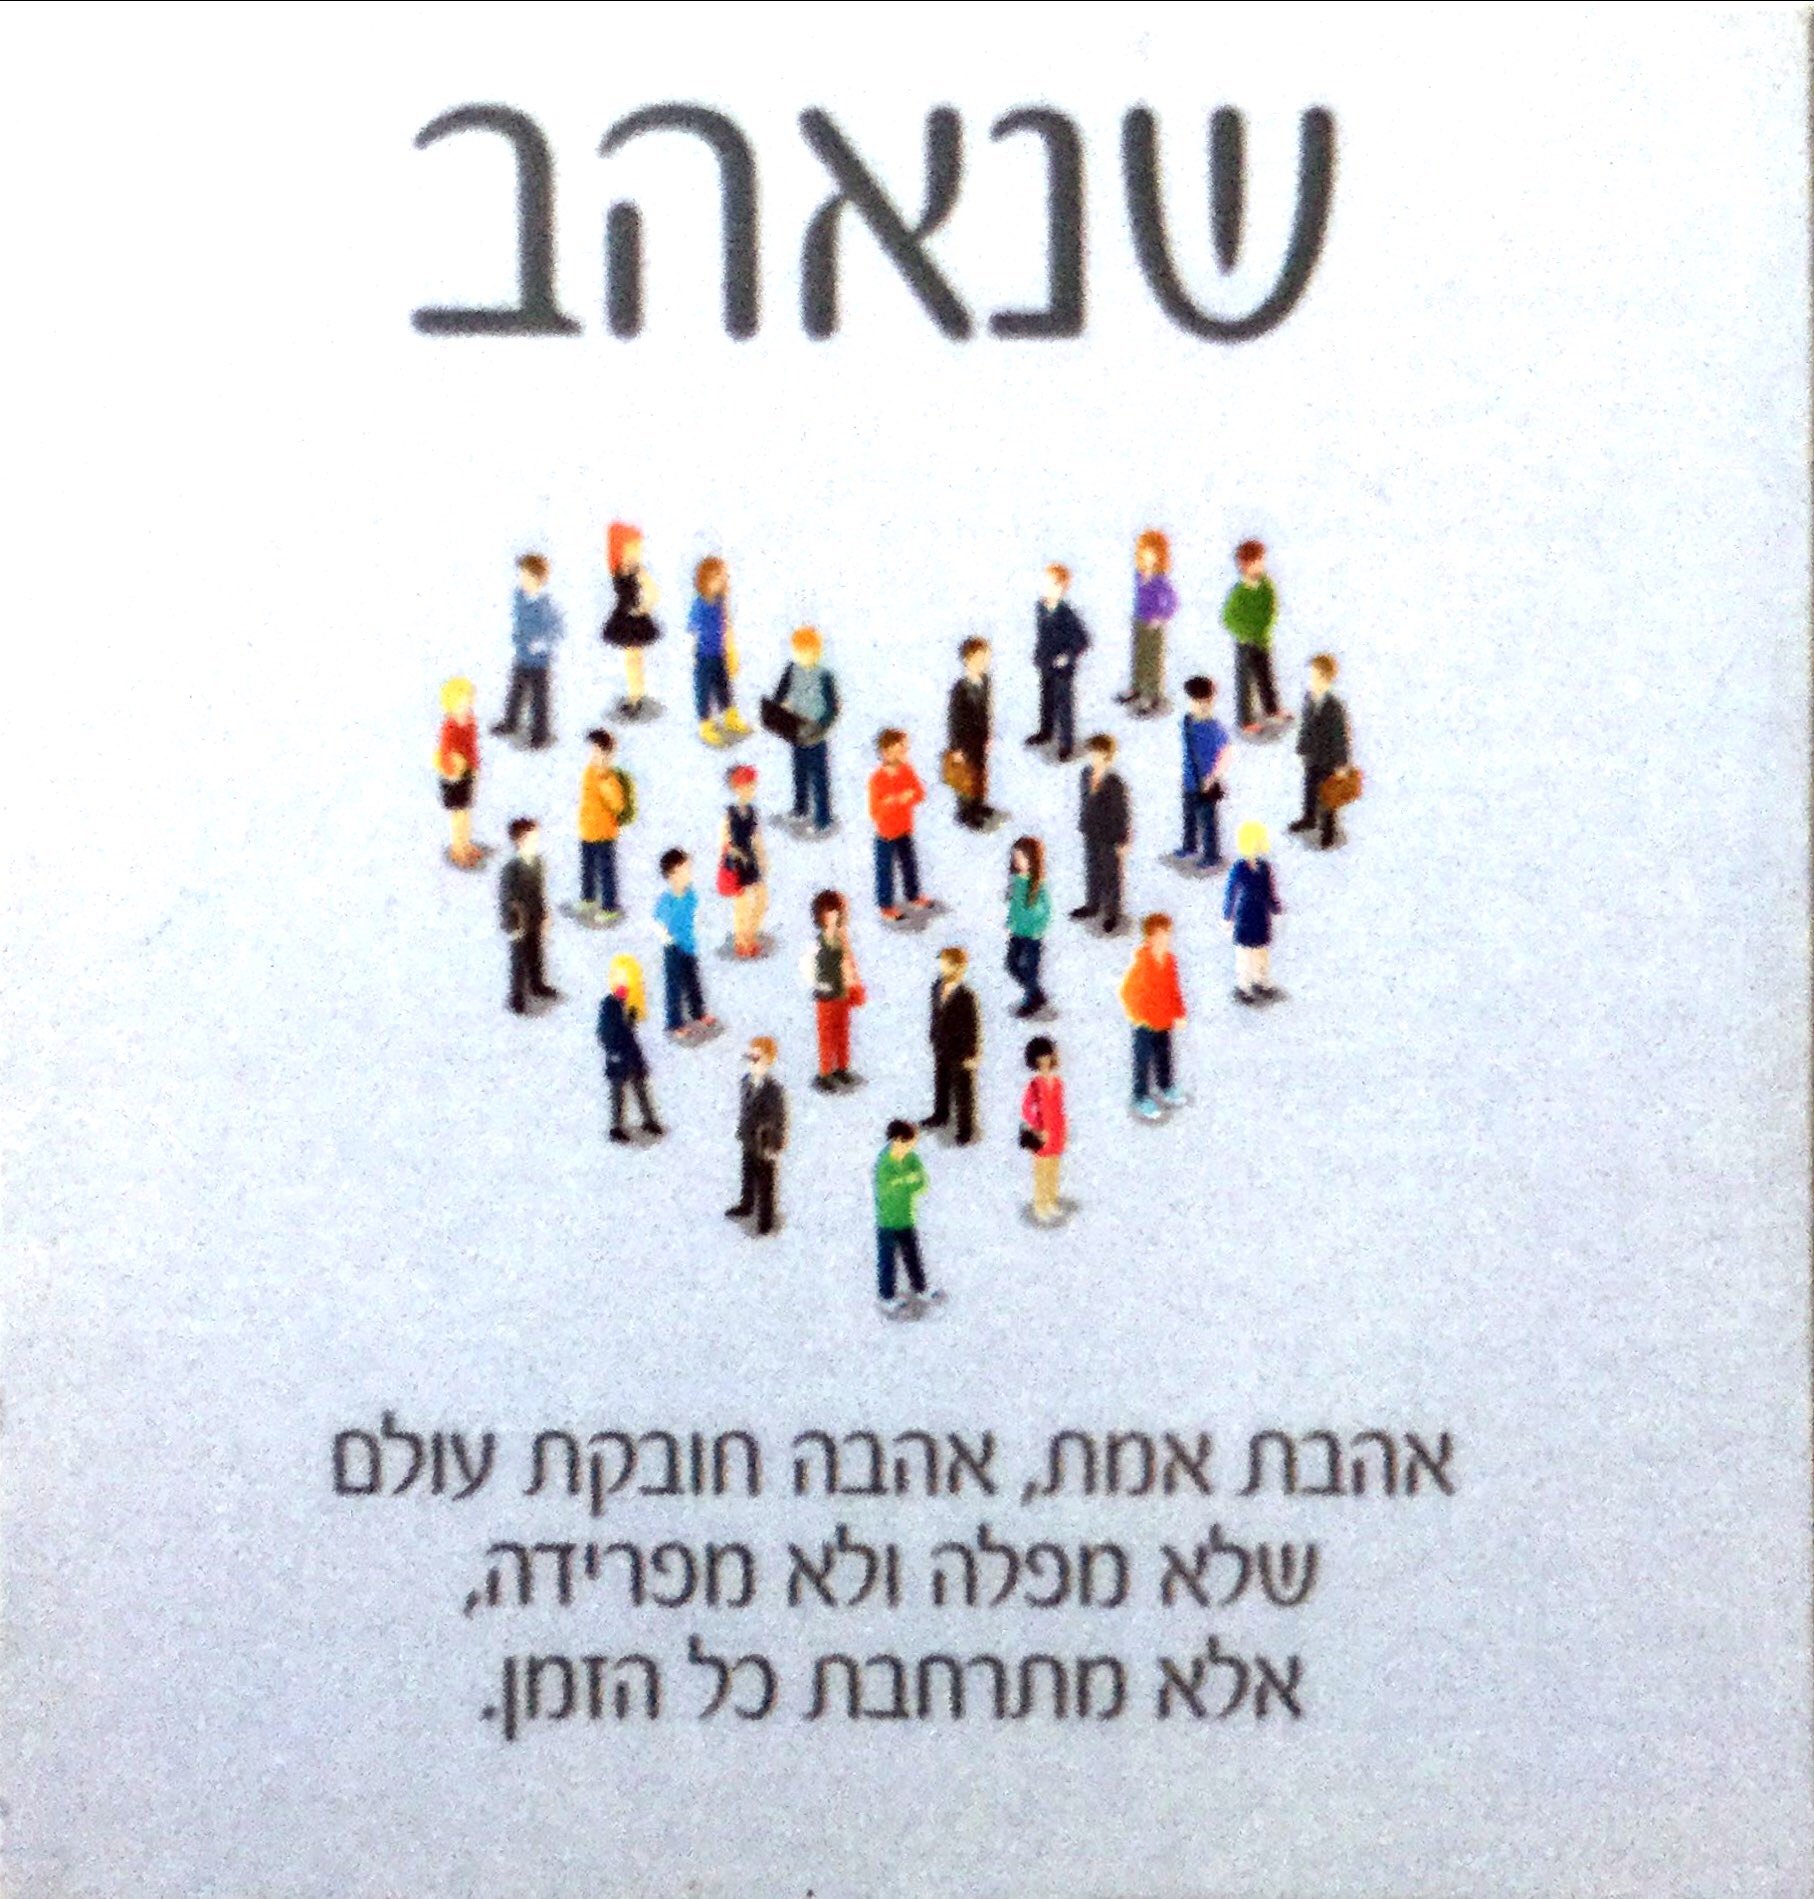 שנאהב
אהבת אמת, אהבה חובקת עולם
שלא מפלה ולא מפרידה,
אלא מתרחבת כל הזמן.